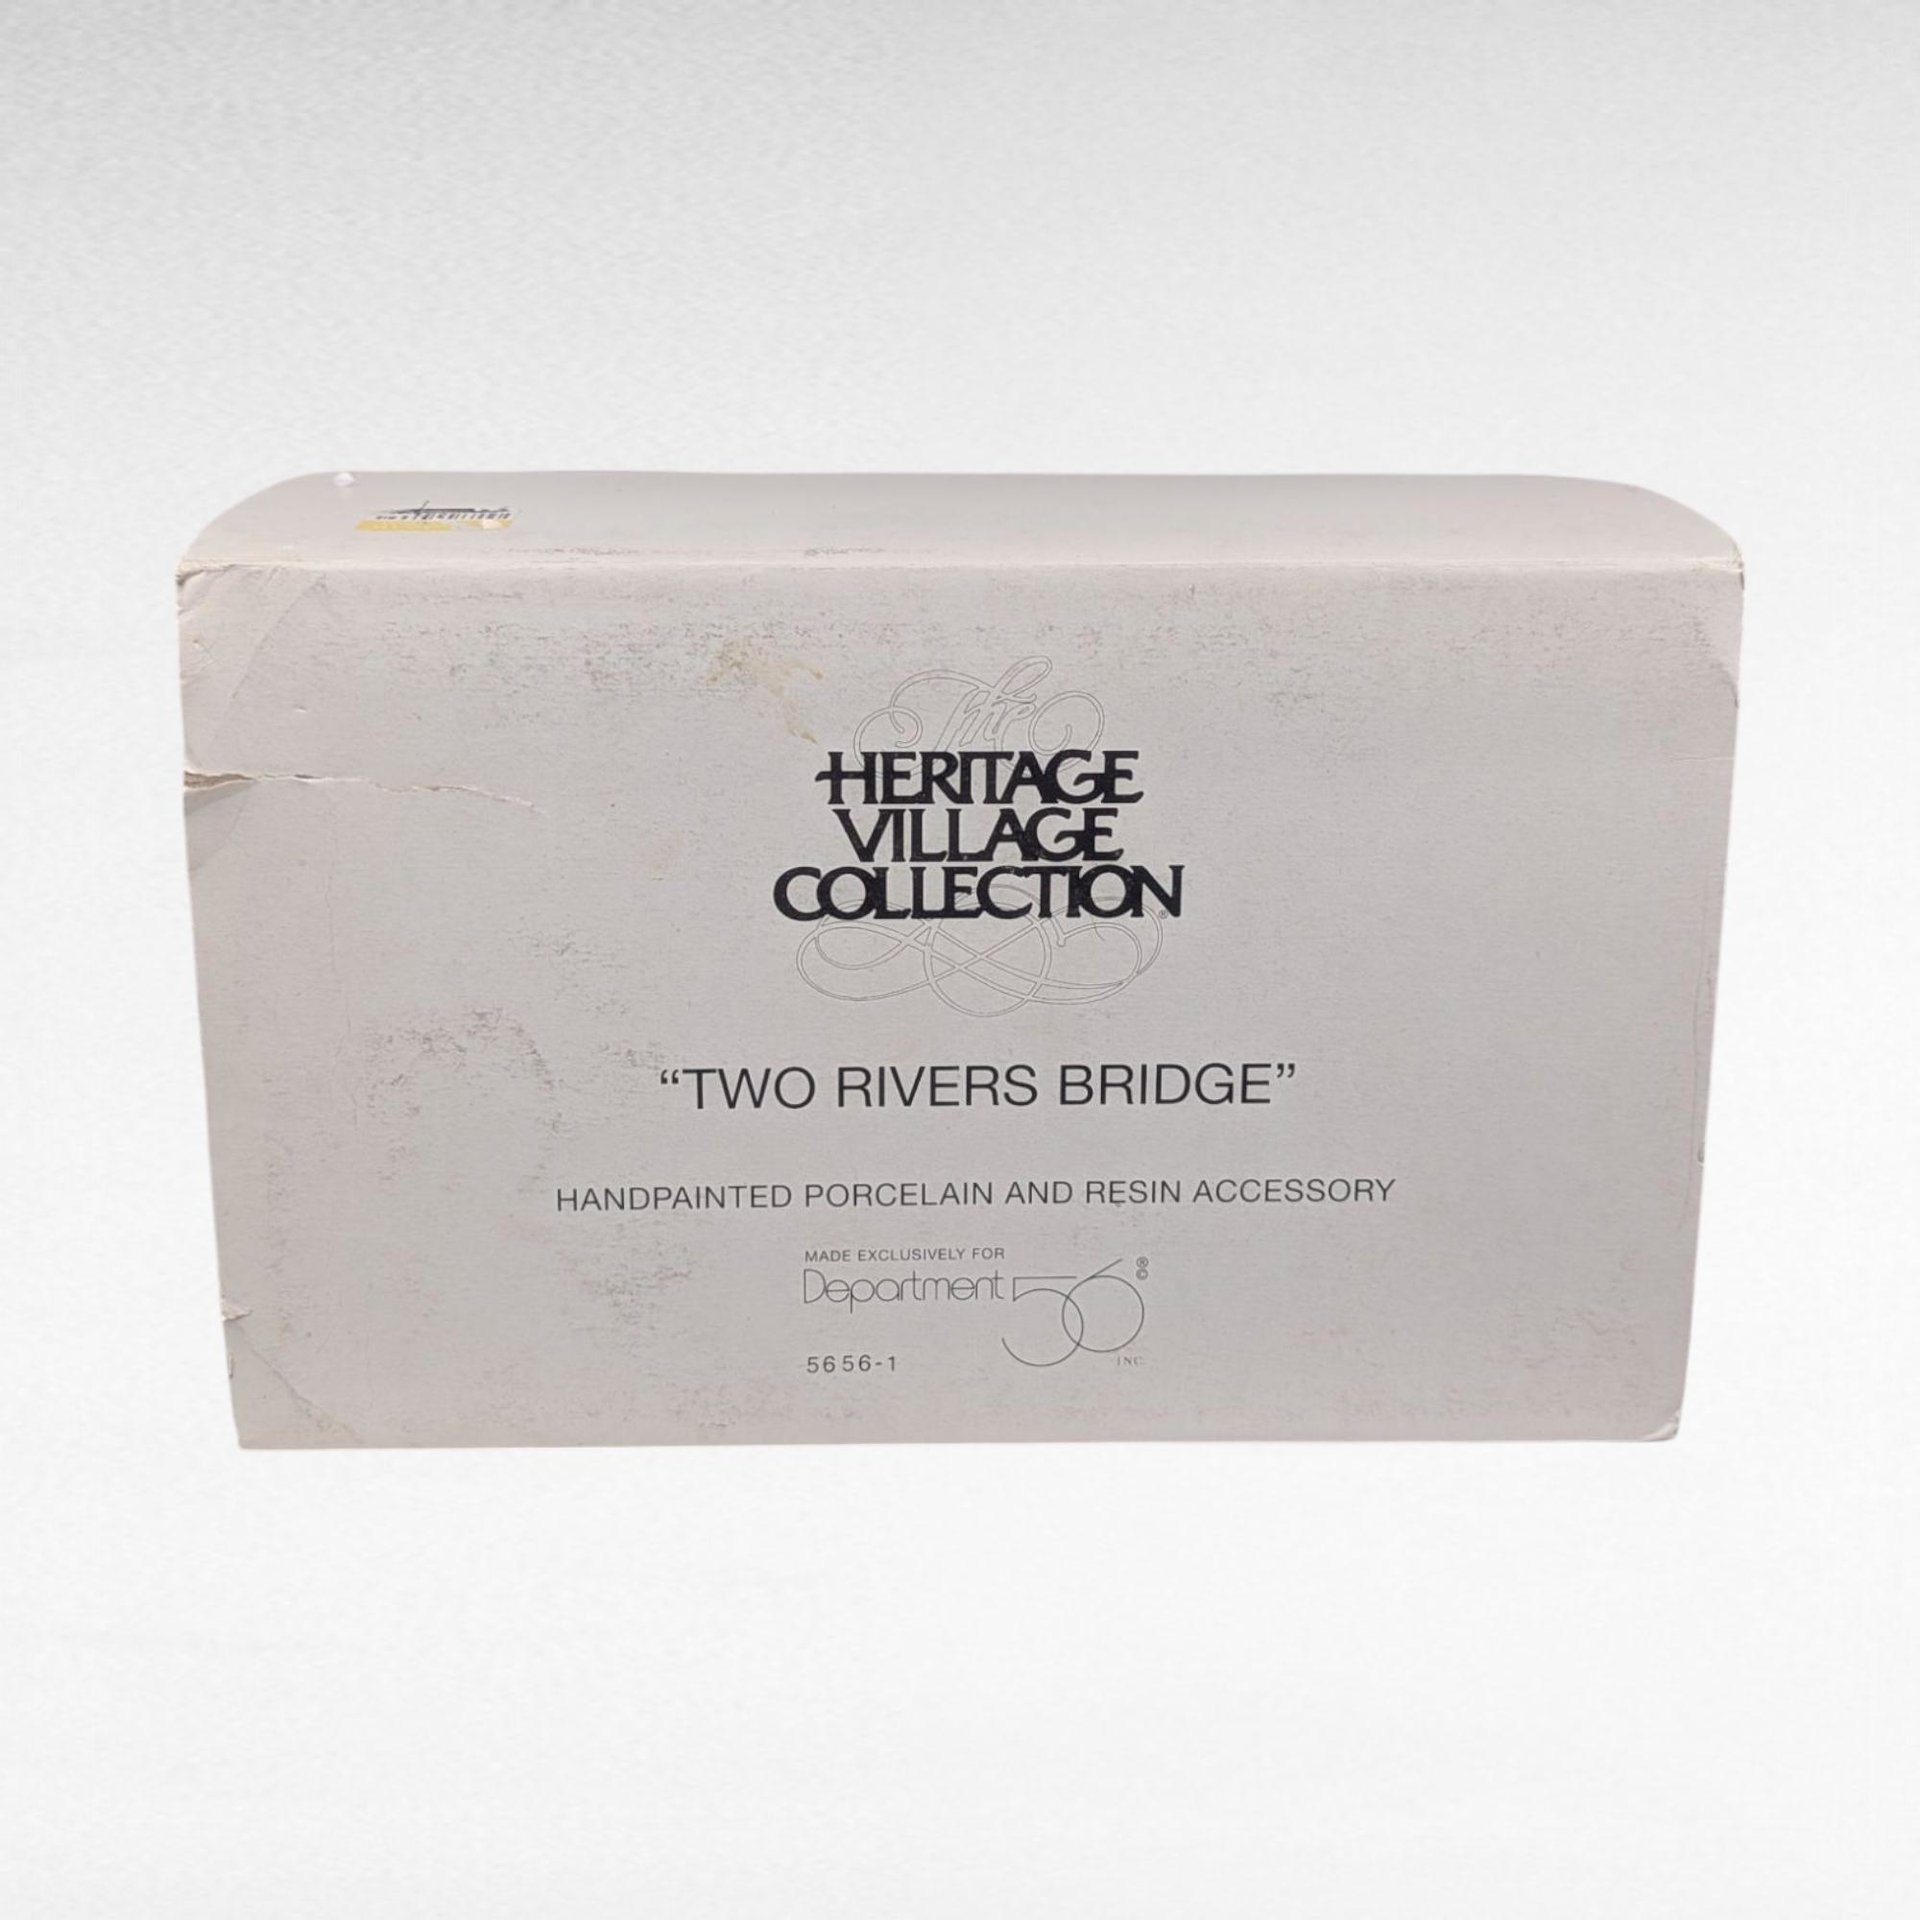 The
HERITAGE
VILLAGE
COLLECTION®
“TWO RIVERS BRIDGE”
HANDPAINTED PORCELAIN AND RESIN ACCESSORY
MADE EXCLUSIVELY FOR
Department 56 ®©
INC.
5656-1